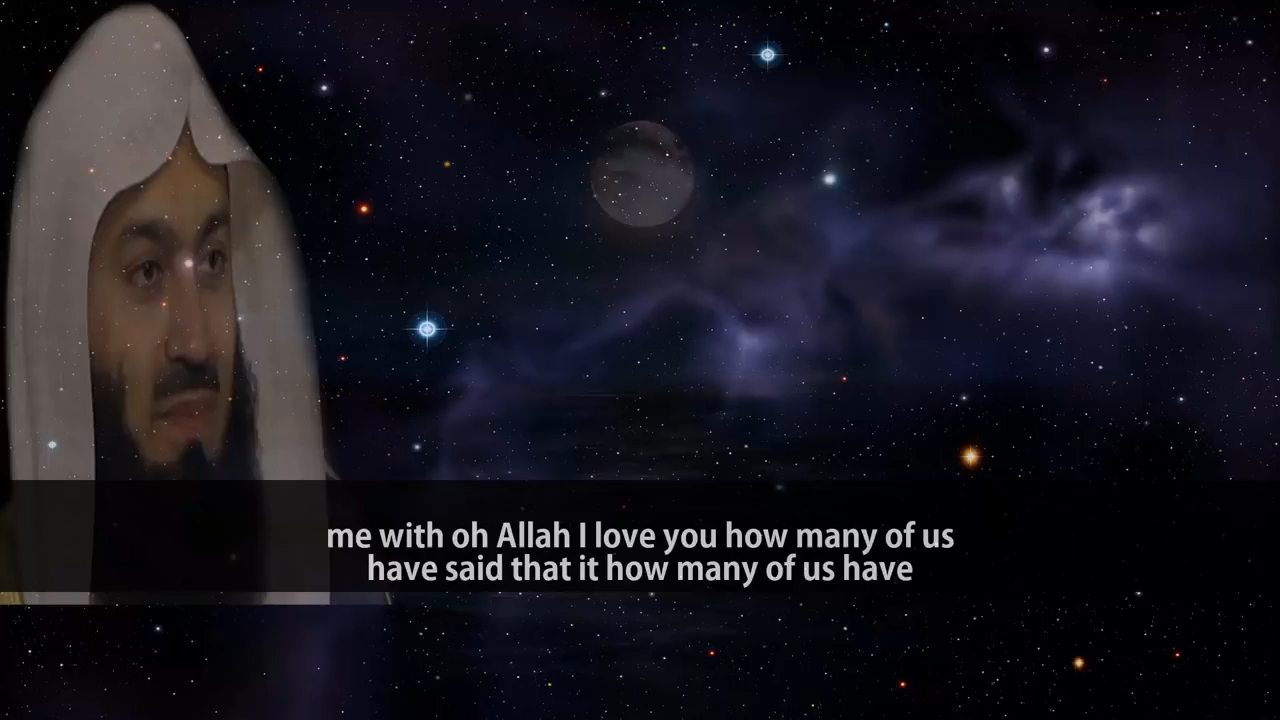 me with oh Allah I love you how many of us
have said that it how many of us have